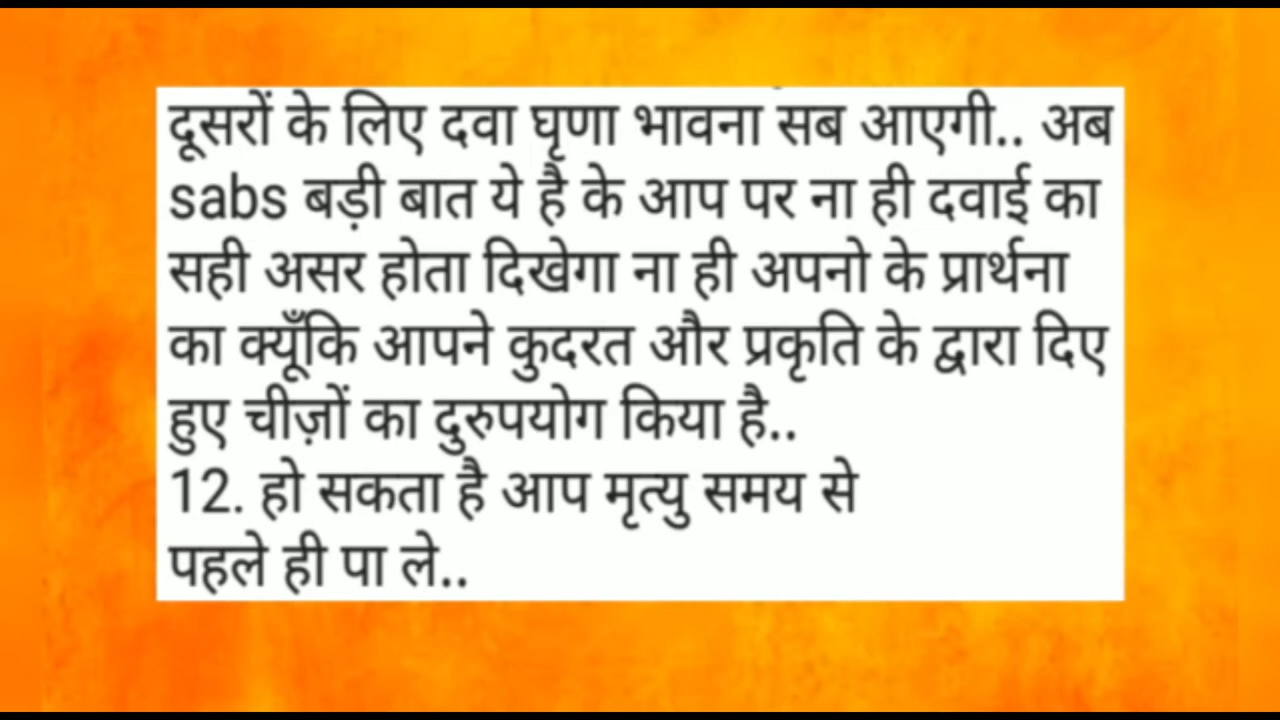 दूसरों के लिए दवा घृणा भावना सब आएगी.. अब
sabs बड़ी बात ये है के आप पर ना ही दवाई का
सही असर होता दिखेगा ना ही अपनो के प्रार्थना
का क्यूँकि आपने कुदरत और प्रकृति के द्वारा दिए
हुए चीज़ों का दुरुपयोग किया है..
12. हो सकता है आप मृत्यु समय से
पहले ही पा ले..